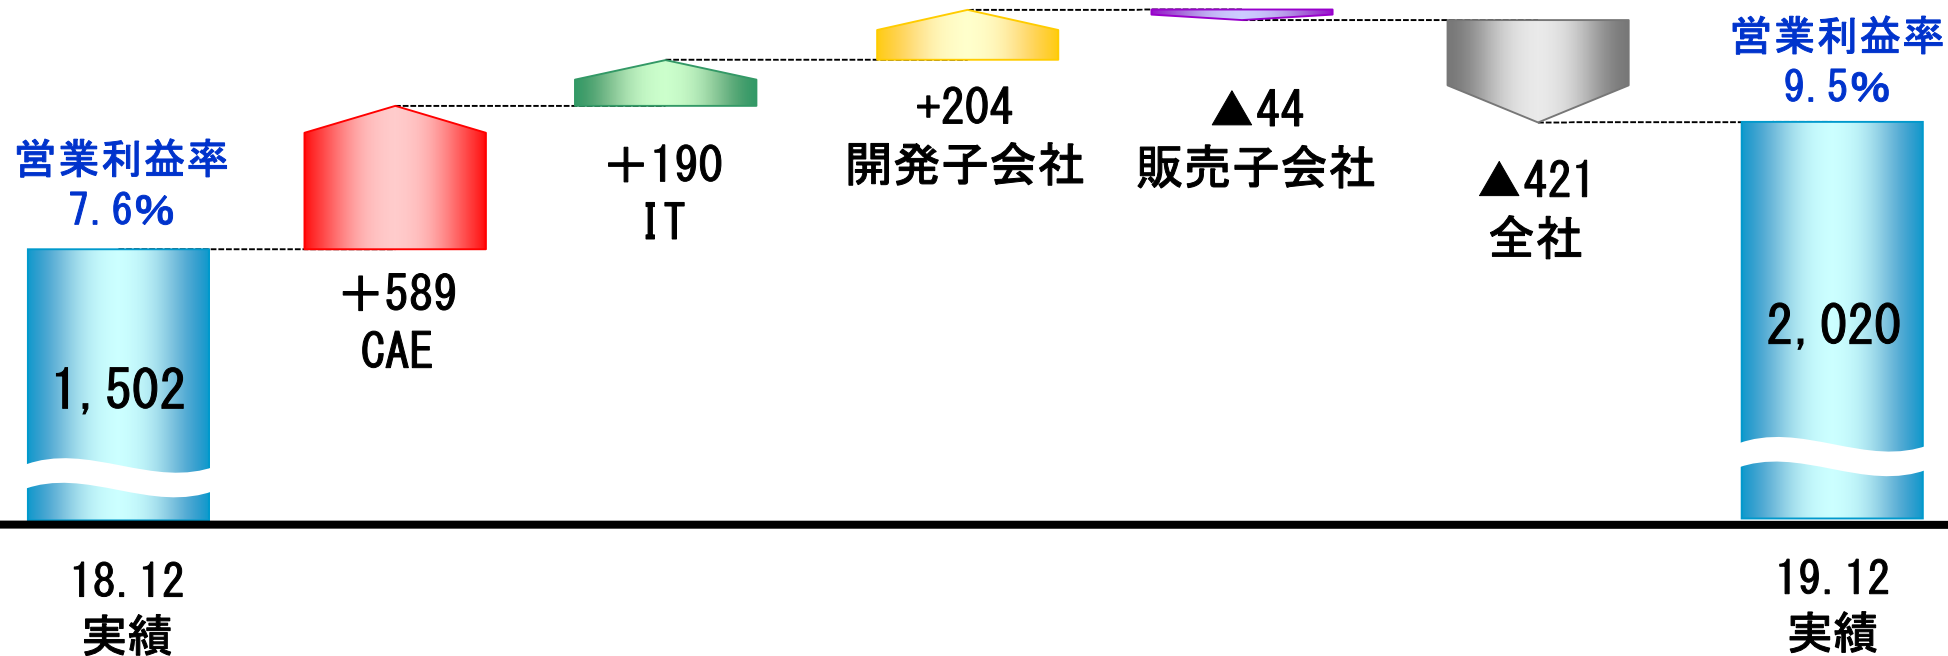 営業利益率
7.6%
1,502
18.12
実績
＋589
CAE
＋190
IT
+204
開発子会社
▲44
販売子会社
▲421
全社
営業利益率
9.5%
2,020
19.12
実績